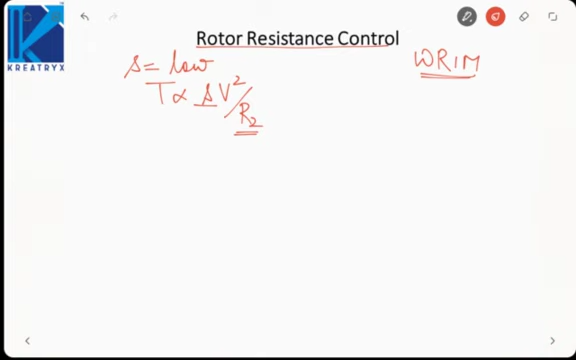 Rotor Resistance Control
KREATRYX
s = low
WRIM
T ∝ sV²/R₂